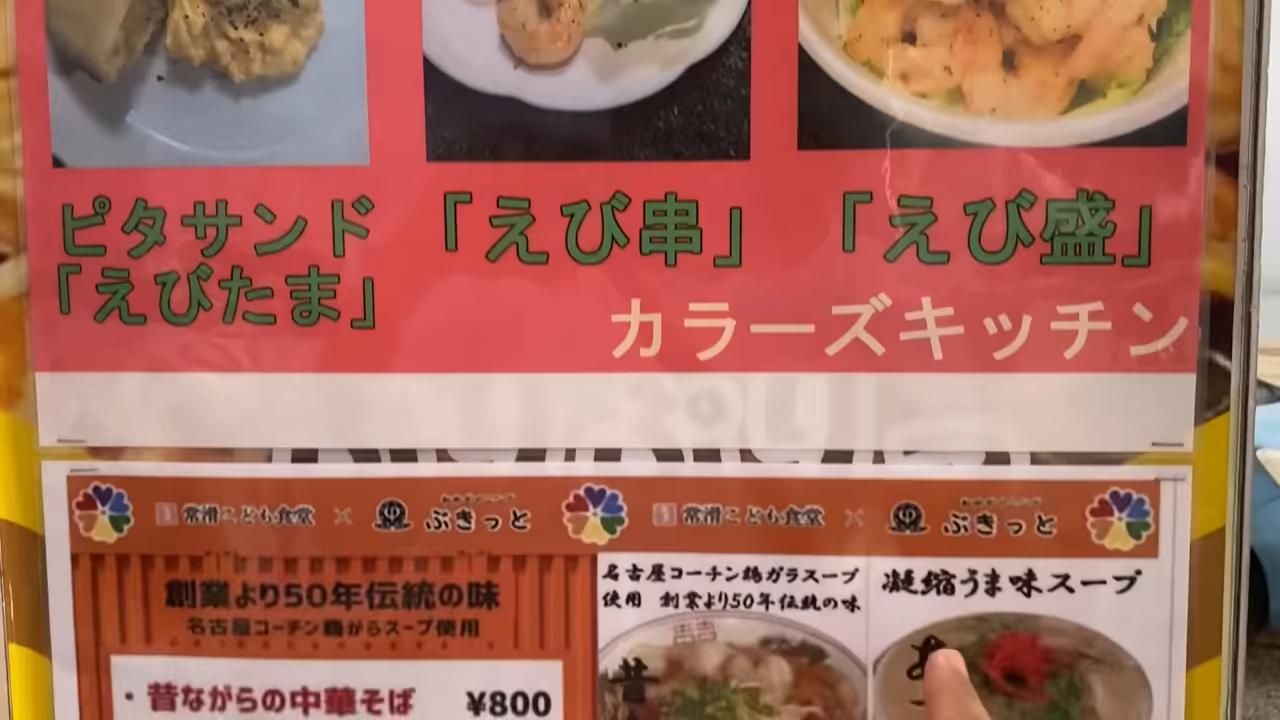 ピタサンド
「えびたま」
「えび串」
「えび盛」
カラーズキッチン
常滑こども食堂 × ぶきっと
常滑こども食堂 × ぶきっと
創業より50年伝統の味
名古屋コーチン鶏がらスープ使用
・昔ながらの中華そば ¥800
名古屋コーチン鶏ガラスープ
使用 創業より50年伝統の味
昔
凝縮うま味スープ